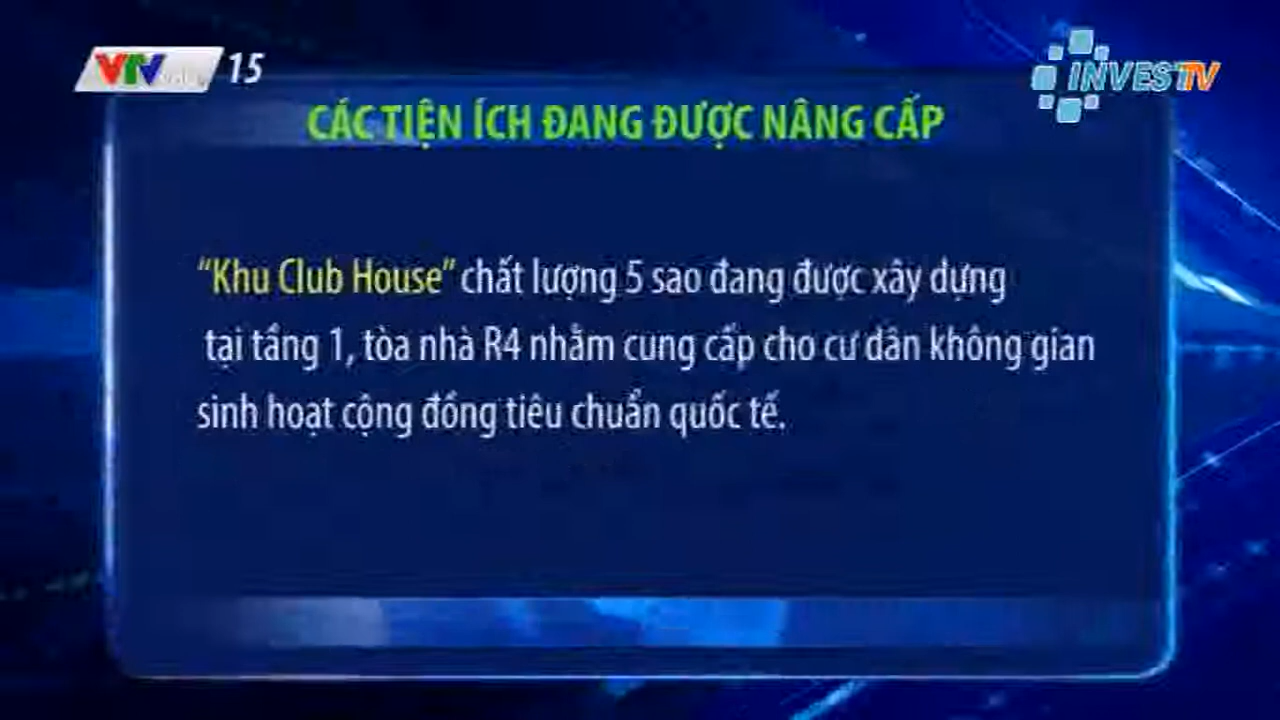 VTV 15
INVESTTV
CÁC TIỆN ÍCH ĐANG ĐƯỢC NÂNG CẤP
“Khu Club House” chất lượng 5 sao đang được xây dựng
tại tầng 1, tòa nhà R4 nhằm cung cấp cho cư dân không gian
sinh hoạt cộng đồng tiêu chuẩn quốc tế.